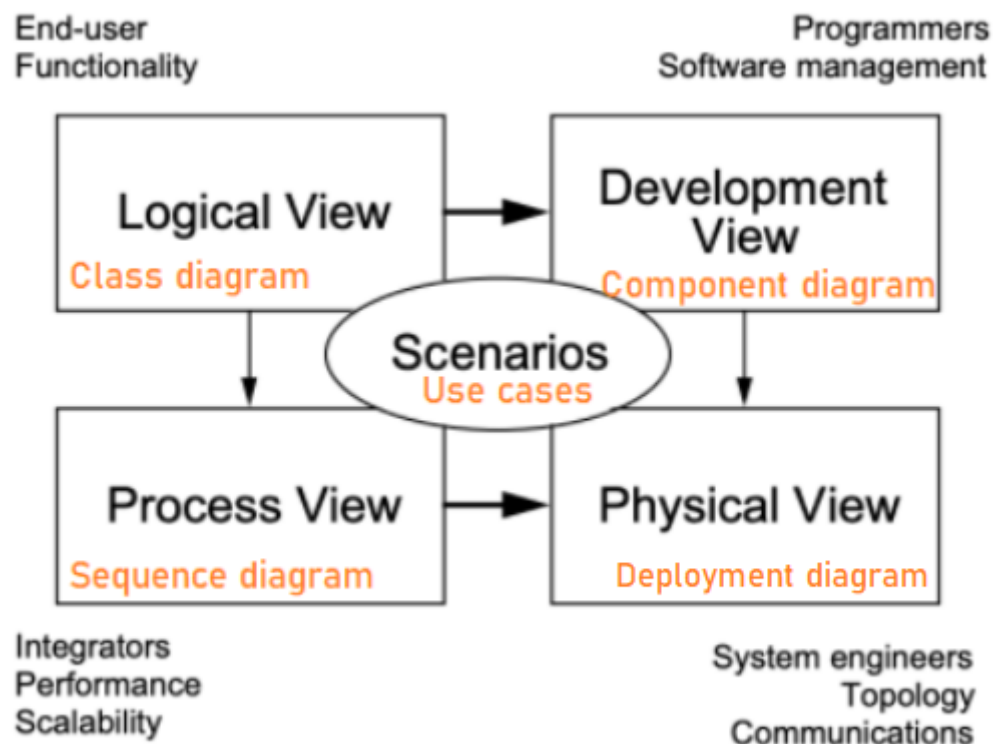 End-user
Functionality
Programmers
Software management
Logical View
Class diagram
Development
View
Component diagram
Scenarios
Use cases
Process View
Sequence diagram
Physical View
Deployment diagram
Integrators
Performance
Scalability
System engineers
Topology
Communications